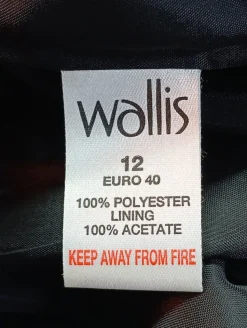 wallis
12
EURO 40
100% POLYESTER
LINING
100% ACETATE
KEEP AWAY FROM FIRE